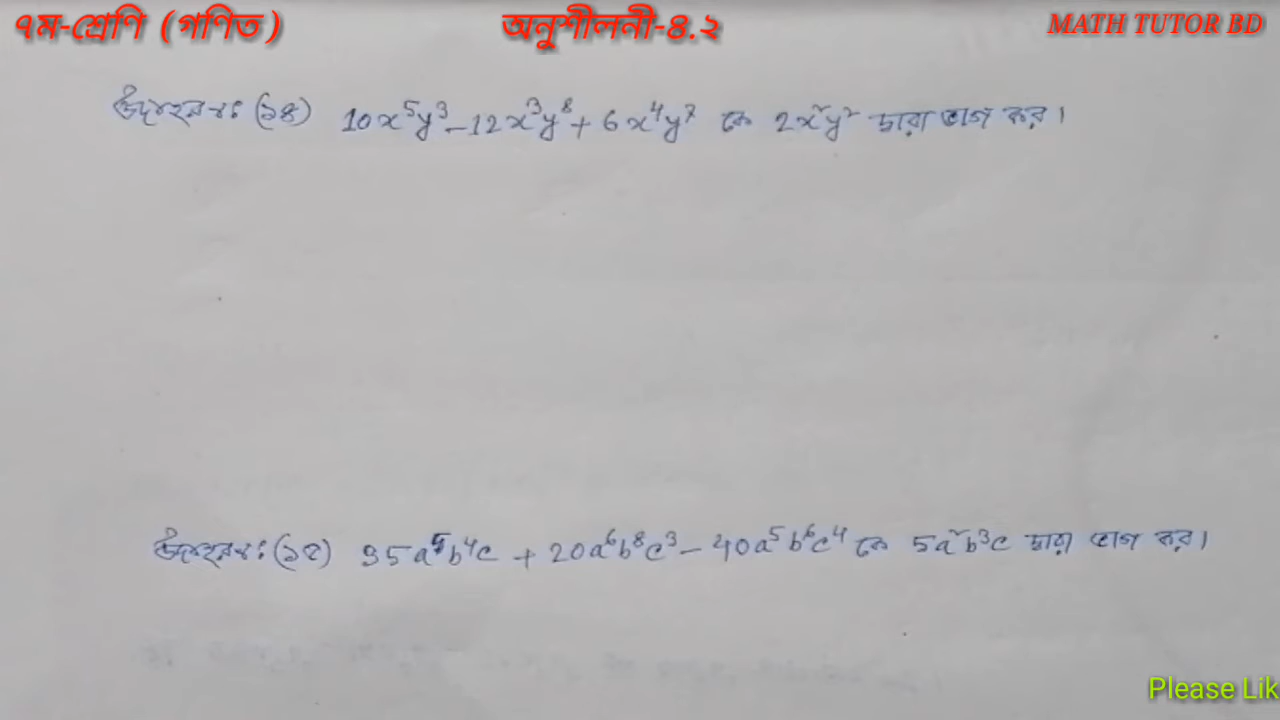 ৭ম-শ্রেণি (গণিত)
অনুশীলনী-৪.২
MATH TUTOR BD
উদাহরণঃ (১৪) 10x⁵y³ - 12x³y⁸ + 6x⁴y⁷ কে 2x²y² দ্বারা ভাগ কর।
উদাহরণঃ (১৫) 35a⁵b⁴c + 20a⁶b⁸c³ - 40a⁵b⁶c⁴ কে 5a²b³c দ্বারা ভাগ কর।
Please Lik